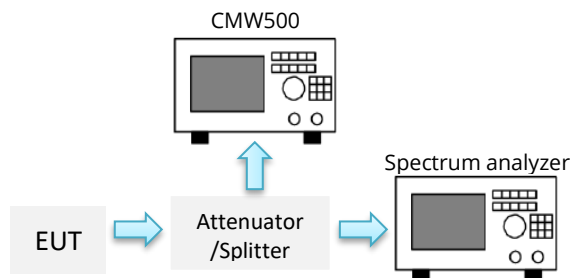 CMW500
Spectrum analyzer
EUT
Attenuator
/Splitter